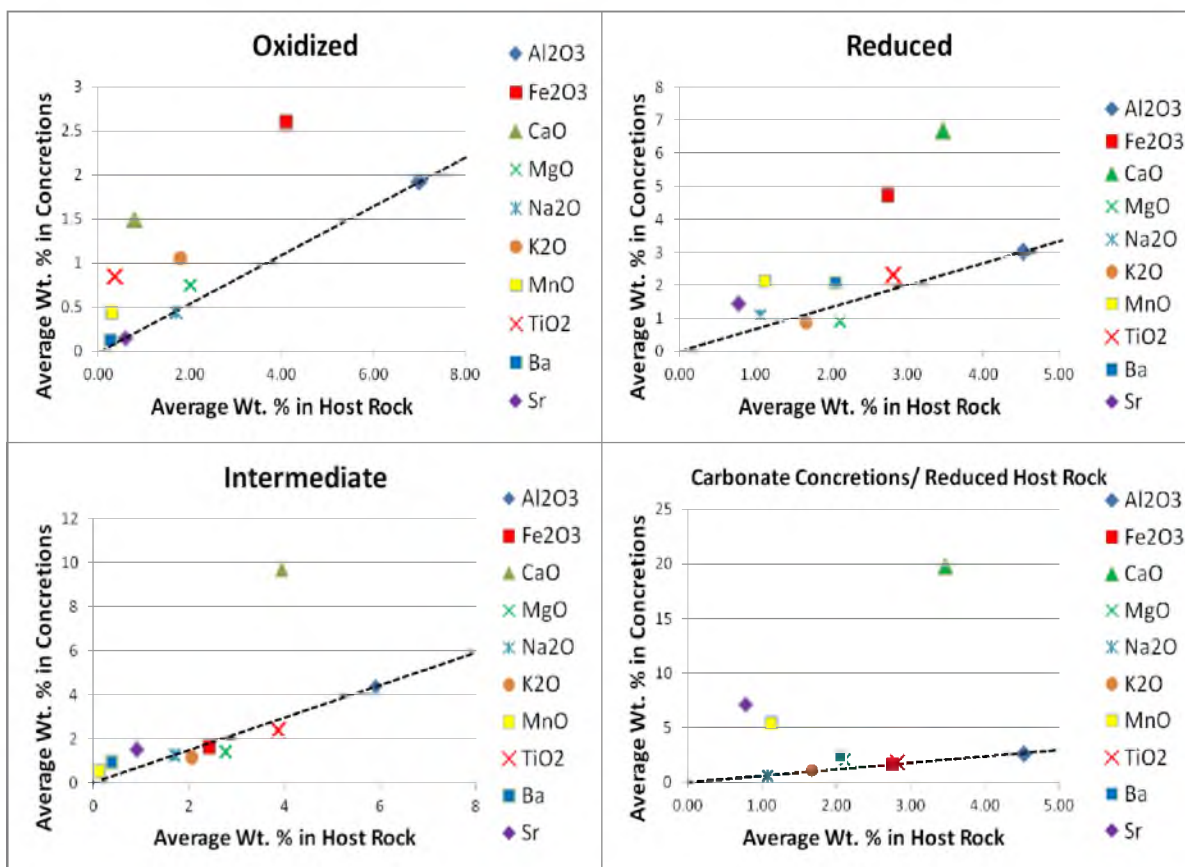 Oxidized
Average Wt. % in Concretions
3
2.5
2
1.5
1
0.5
0
0.00 2.00 4.00 6.00 8.00
Average Wt. % in Host Rock
Al2O3
Fe2O3
CaO
MgO
Na2O
K2O
MnO
TiO2
Ba
Sr
Reduced
Average Wt. % in Concretions
8
7
6
5
4
3
2
1
0
0.00 1.00 2.00 3.00 4.00 5.00
Average Wt. % in Host Rock
Al2O3
Fe2O3
CaO
MgO
Na2O
K2O
MnO
TiO2
Ba
Sr
Intermediate
Average Wt. % in Concretions
12
10
8
6
4
2
0
0 2 4 6 8
Average Wt. % in Host Rock
Al2O3
Fe2O3
CaO
MgO
Na2O
K2O
MnO
TiO2
Ba
Sr
Carbonate Concretions/ Reduced Host Rock
Average Wt. % in Concretions
25
20
15
10
5
0
0.00 1.00 2.00 3.00 4.00 5.00
Average Wt. % in Host Rock
Al2O3
Fe2O3
CaO
MgO
Na2O
K2O
MnO
TiO2
Ba
Sr